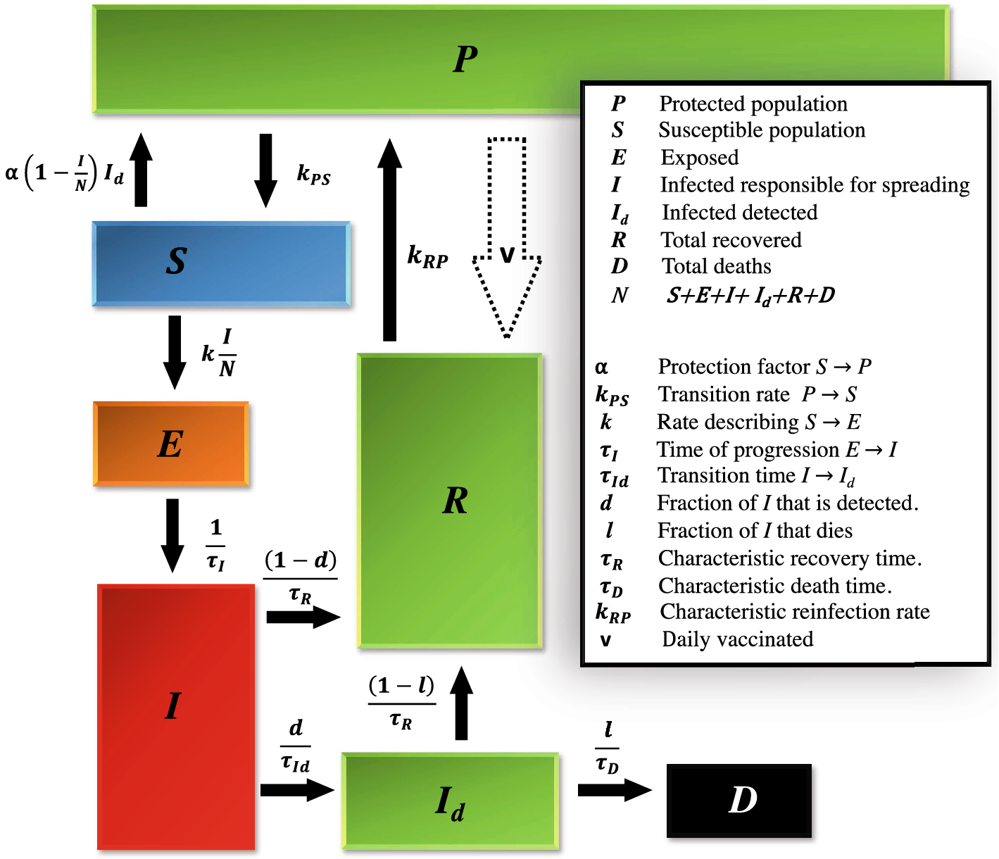 P
α (1 − I/N) I_d
k_PS
k_RP
v
S
k I/N
E
1/τ_I
R
(1 − d)/τ_R
I
(1 − l)/τ_R
d/τ_Id
l/τ_D
I_d
D
P Protected population
S Susceptible population
E Exposed
I Infected responsible for spreading
I_d Infected detected
R Total recovered
D Total deaths
N S+E+I+ I_d+R+D
α Protection factor S → P
k_PS Transition rate P → S
k Rate describing S → E
τ_I Time of progression E → I
τ_Id Transition time I → I_d
d Fraction of I that is detected.
l Fraction of I that dies
τ_R Characteristic recovery time.
τ_D Characteristic death time.
k_RP Characteristic reinfection rate
v Daily vaccinated